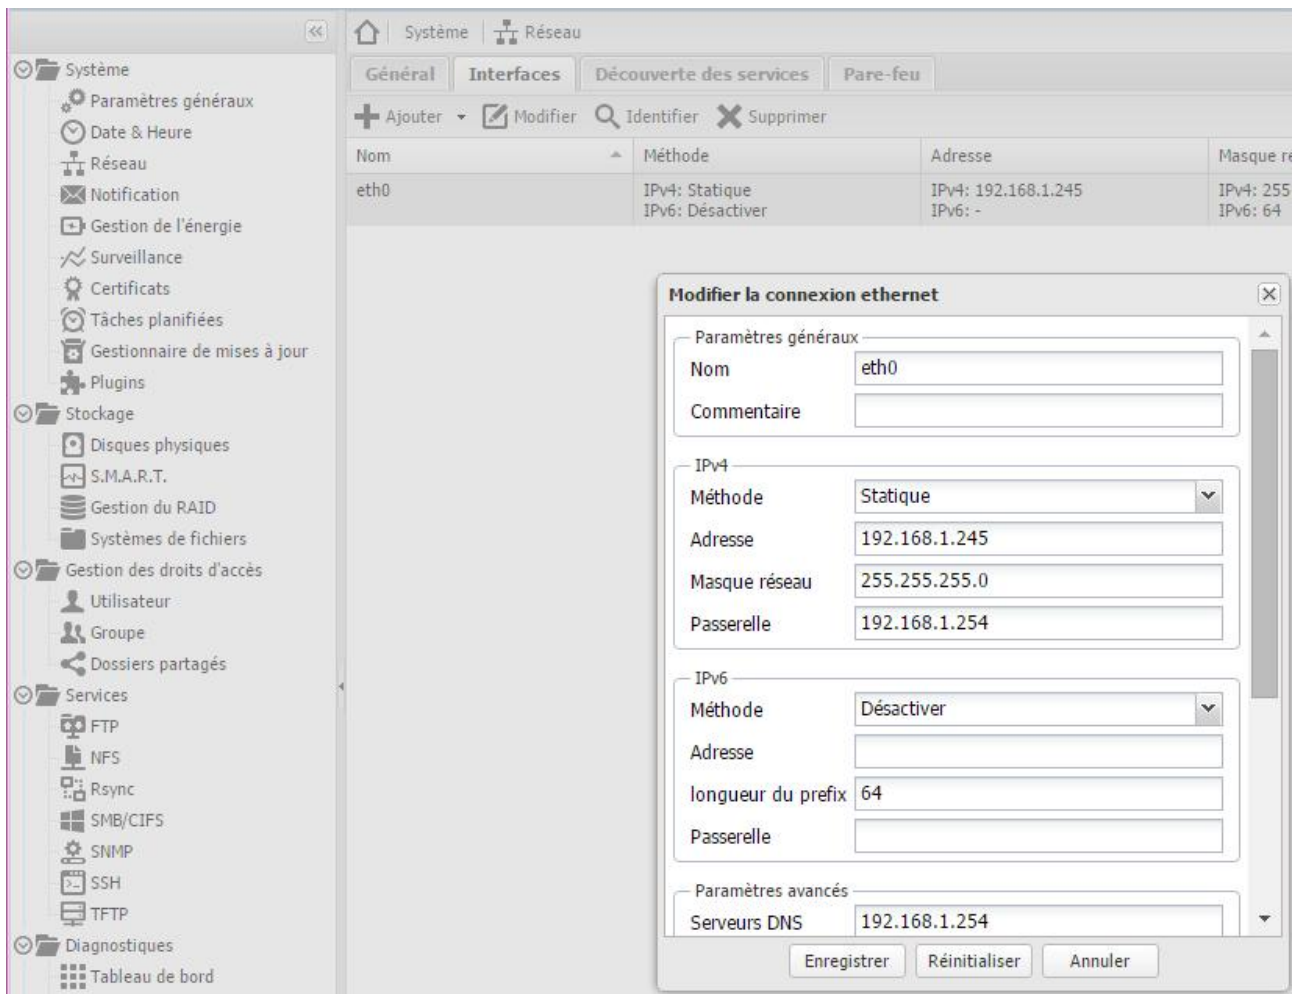 Système
Paramètres généraux
Date & Heure
Réseau
Notification
Gestion de l'énergie
Surveillance
Certificats
Tâches planifiées
Gestionnaire de mises à jour
Plugins
Stockage
Disques physiques
S.M.A.R.T.
Gestion du RAID
Systèmes de fichiers
Gestion des droits d'accès
Utilisateur
Groupe
Dossiers partagés
Services
FTP
NFS
Rsync
SMB/CIFS
SNMP
SSH
TFTP
Diagnostiques
Tableau de bord
Système Réseau
Général Interfaces Découverte des services Pare-feu
Ajouter Modifier Identifier Supprimer
Nom Méthode Adresse Masque re
eth0 IPv4: Statique IPv4: 192.168.1.245 IPv4: 255
IPv6: Désactiver IPv6: - IPv6: 64
Modifier la connexion ethernet
Paramètres généraux
Nom eth0
Commentaire
IPv4
Méthode Statique
Adresse 192.168.1.245
Masque réseau 255.255.255.0
Passerelle 192.168.1.254
IPv6
Méthode Désactiver
Adresse
longueur du prefix 64
Passerelle
Paramètres avancés
Serveurs DNS 192.168.1.254
Enregistrer Réinitialiser Annuler